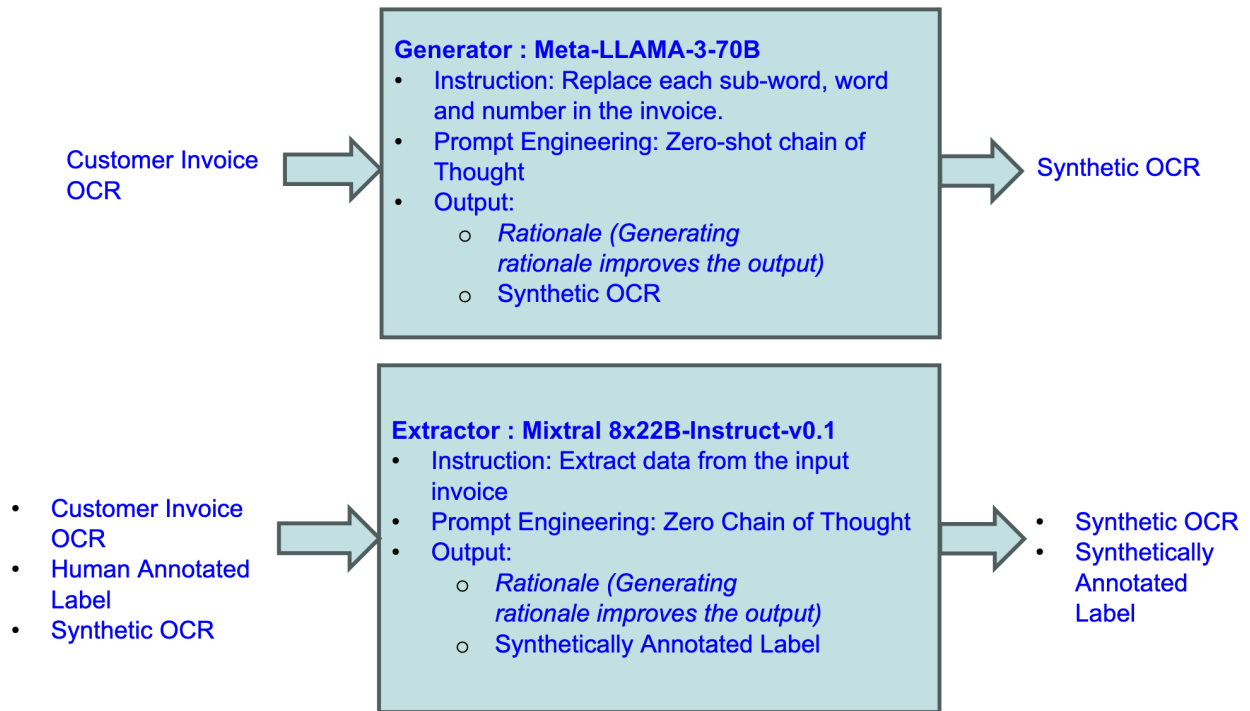 Generator : Meta-LLAMA-3-70B
• Instruction: Replace each sub-word, word
and number in the invoice.
• Prompt Engineering: Zero-shot chain of
Thought
• Output:
o Rationale (Generating
rationale improves the output)
o Synthetic OCR
Customer Invoice
OCR
Synthetic OCR
Extractor : Mixtral 8x22B-Instruct-v0.1
• Instruction: Extract data from the input
invoice
• Prompt Engineering: Zero Chain of Thought
• Output:
o Rationale (Generating
rationale improves the output)
o Synthetically Annotated Label
• Customer Invoice
OCR
• Human Annotated
Label
• Synthetic OCR
• Synthetic OCR
• Synthetically
Annotated
Label